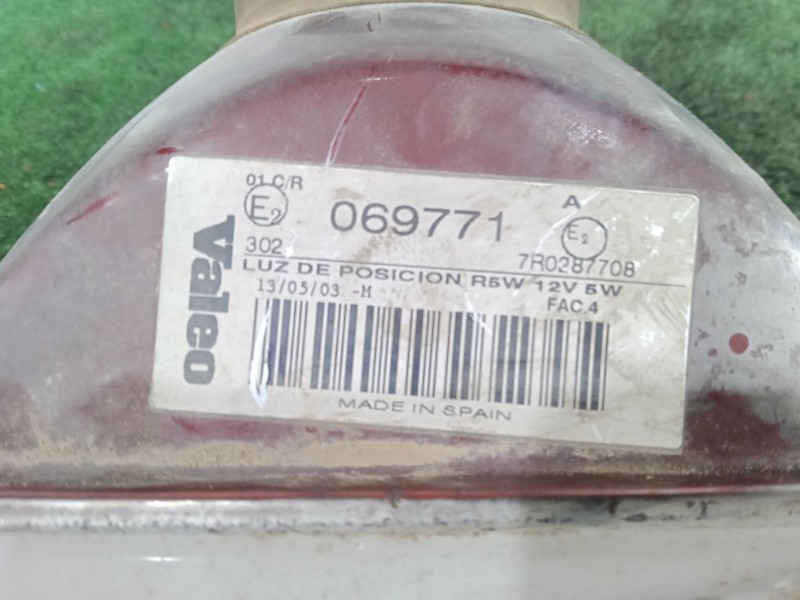 Valeo
01 C/R
E2
302
069771
A
E2
7R0287708
LUZ DE POSICION R5W 12V 5W
13/05/03 -M
FAC.4
MADE IN SPAIN